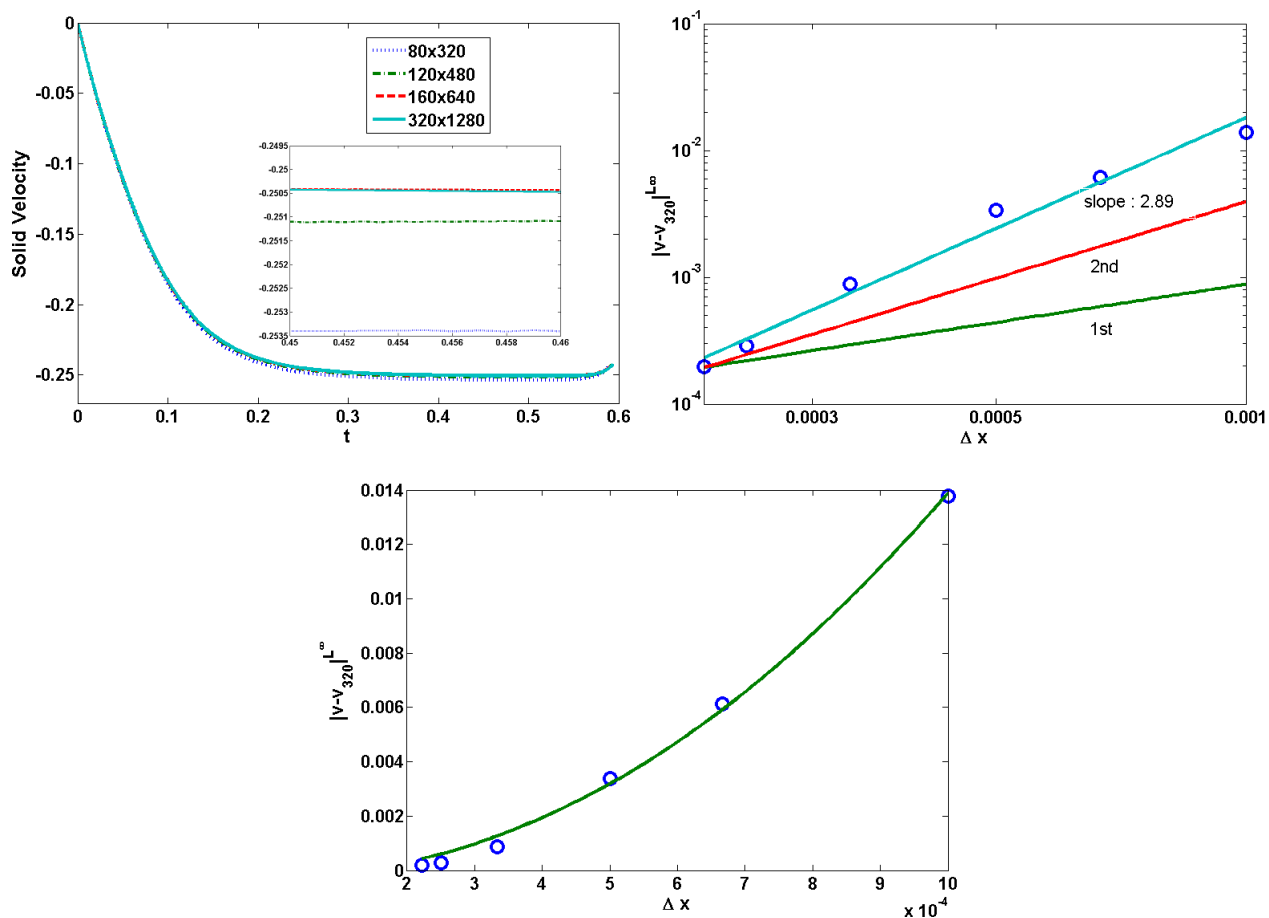 0
-0.05
-0.1
-0.15
-0.2
-0.25
Solid Velocity
80x320
120x480
160x640
320x1280
-0.2495
-0.25
-0.2505
-0.251
-0.2515
-0.252
-0.2525
-0.253
-0.2535
0.45 0.452 0.454 0.456 0.458 0.46
0 0.1 0.2 0.3 0.4 0.5 0.6
t
10^-1
10^-2
10^-3
10^-4
|v-v_320|^L∞
slope : 2.89
2nd
1st
0.0003 0.0005 0.001
Δ x
0.014
0.012
0.01
0.008
0.006
0.004
0.002
0
|v-v_320|^L∞
2 3 4 5 6 7 8 9 10
Δ x
x 10^-4